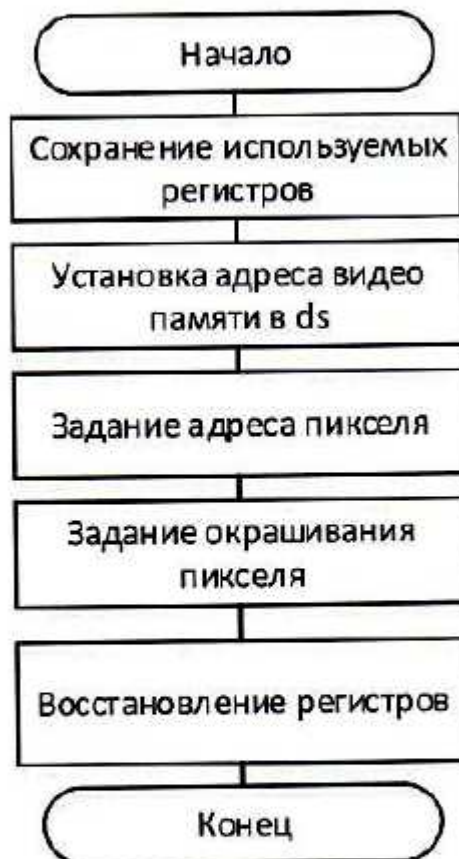 Начало
Сохранение используемых
регистров
Установка адреса видео
памяти в ds
Задание адреса пикселя
Задание окрашивания
пикселя
Восстановление регистров
Конец